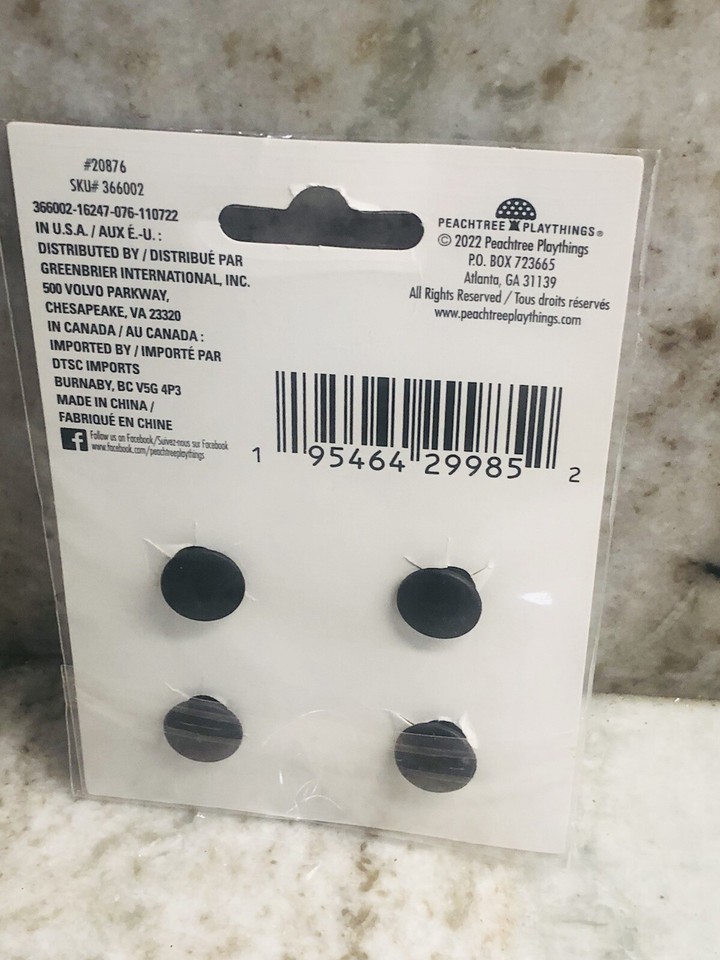 #20876
SKU# 366002
366002-16247-076-110722
IN U.S.A. / AUX É.-U. :
DISTRIBUTED BY / DISTRIBUÉ PAR
GREENBRIER INTERNATIONAL, INC.
500 VOLVO PARKWAY,
CHESAPEAKE, VA 23320
IN CANADA / AU CANADA :
IMPORTED BY / IMPORTÉ PAR
DTSC IMPORTS
BURNABY, BC V5G 4P3
MADE IN CHINA /
FABRIQUÉ EN CHINE
f Follow us on Facebook/Suivez-nous sur Facebook
www.facebook.com/peachtreeplaythings
PEACHTREE PLAYTHINGS®
© 2022 Peachtree Playthings
P.O. BOX 723665
Atlanta, GA 31139
All Rights Reserved / Tous droits réservés
www.peachtreeplaythings.com
1 95464 29985 2